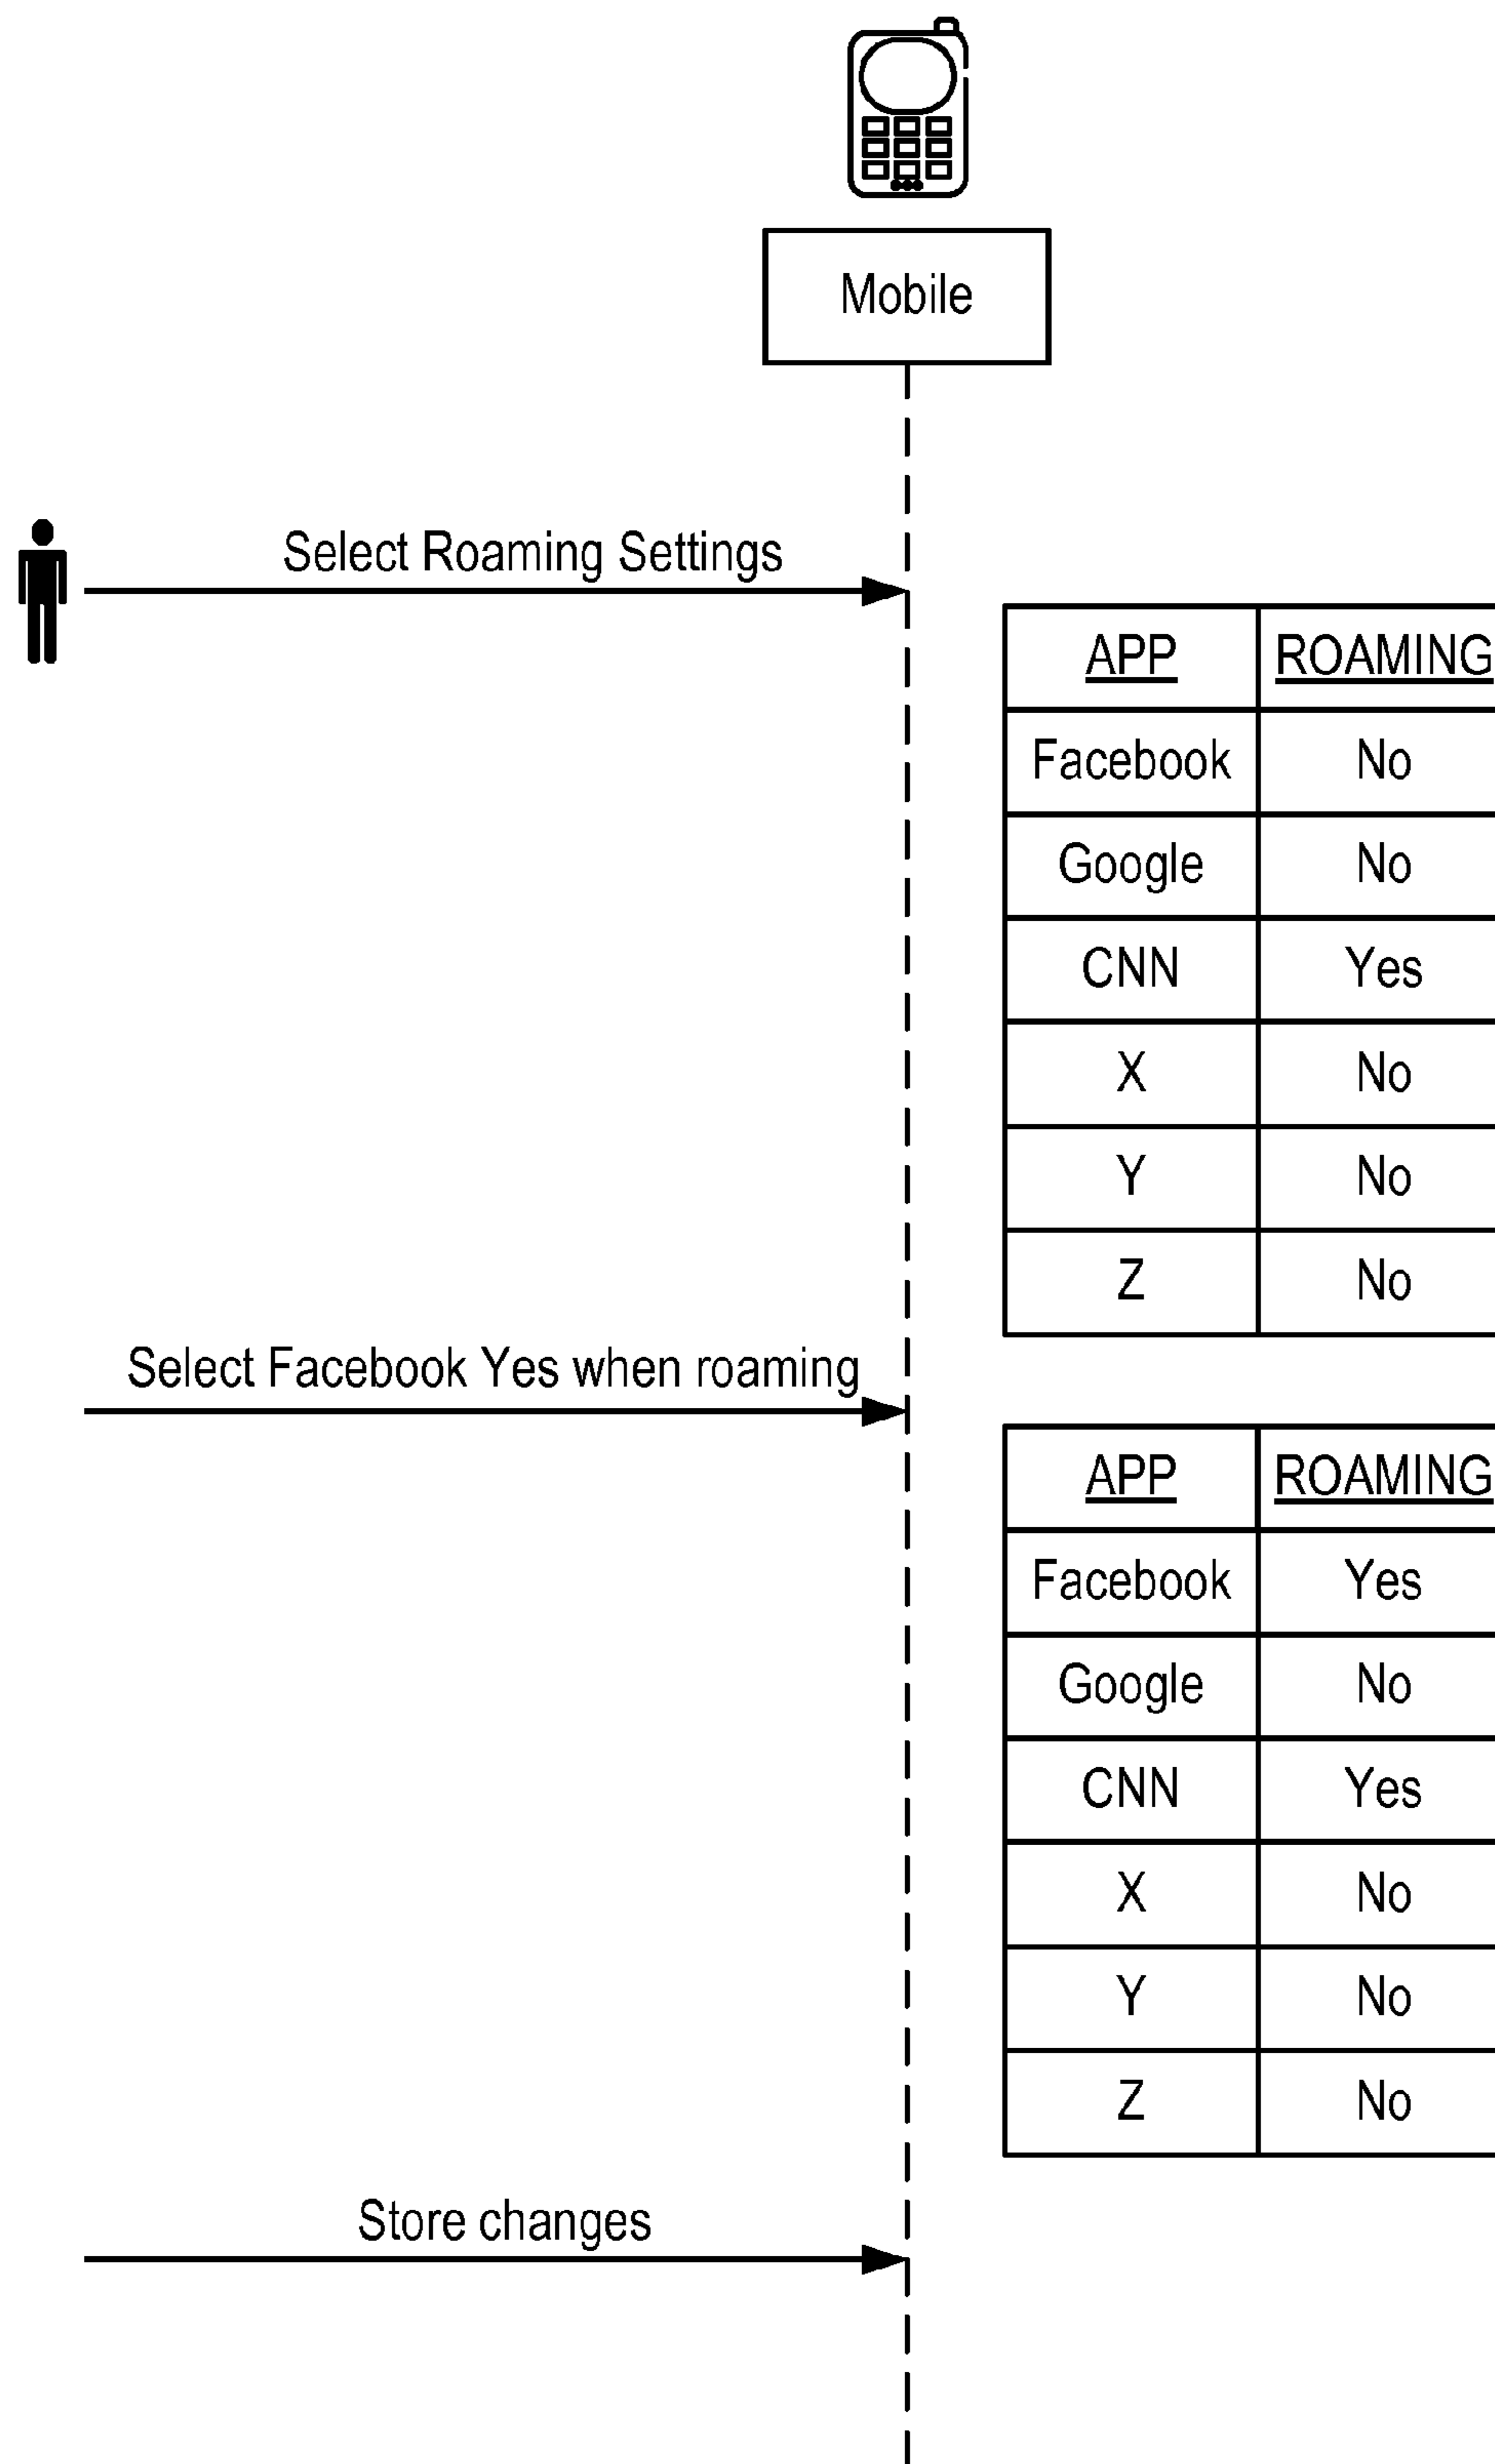 Mobile
Select Roaming Settings
APP ROAMING
Facebook No
Google No
CNN Yes
X No
Y No
Z No
Select Facebook Yes when roaming
APP ROAMING
Facebook Yes
Google No
CNN Yes
X No
Y No
Z No
Store changes